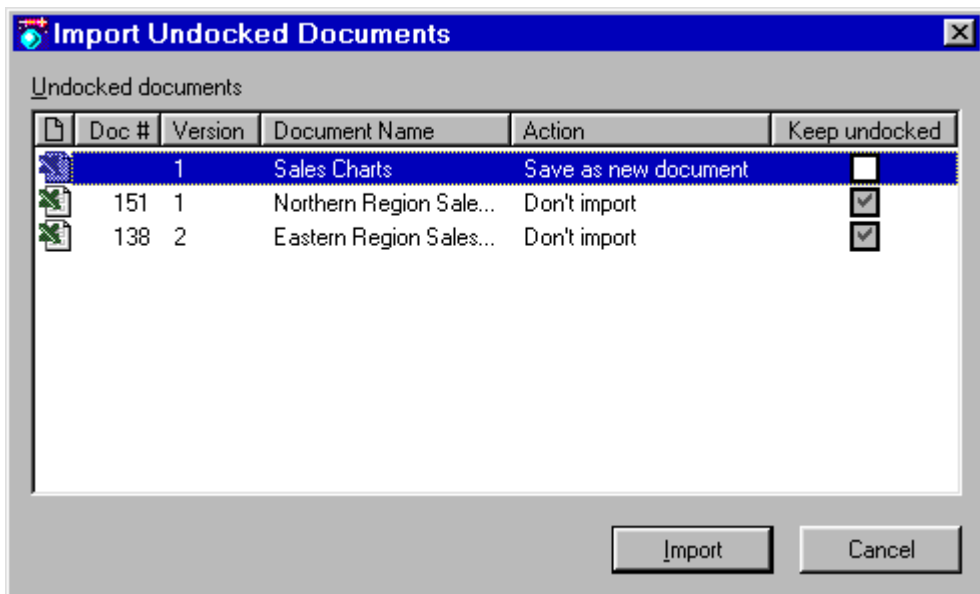 Import Undocked Documents
Undocked documents
Doc # Version Document Name Action Keep undocked
1 Sales Charts Save as new document
151 1 Northern Region Sale... Don't import
138 2 Eastern Region Sales... Don't import
Import Cancel